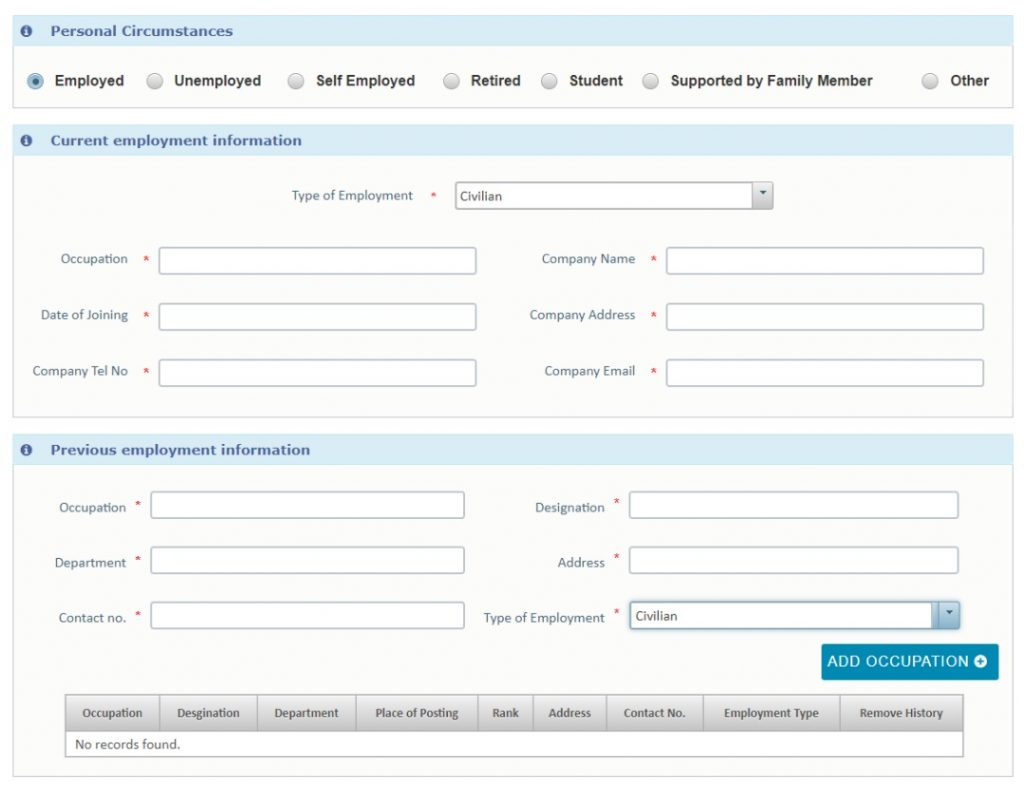 Personal Circumstances
Employed Unemployed Self Employed Retired Student Supported by Family Member Other
Current employment information
Type of Employment * Civilian
Occupation * Company Name *
Date of Joining * Company Address *
Company Tel No * Company Email *
Previous employment information
Occupation * Designation *
Department * Address *
Contact no. * Type of Employment * Civilian
ADD OCCUPATION
Occupation Desgination Department Place of Posting Rank Address Contact No. Employment Type Remove History
No records found.